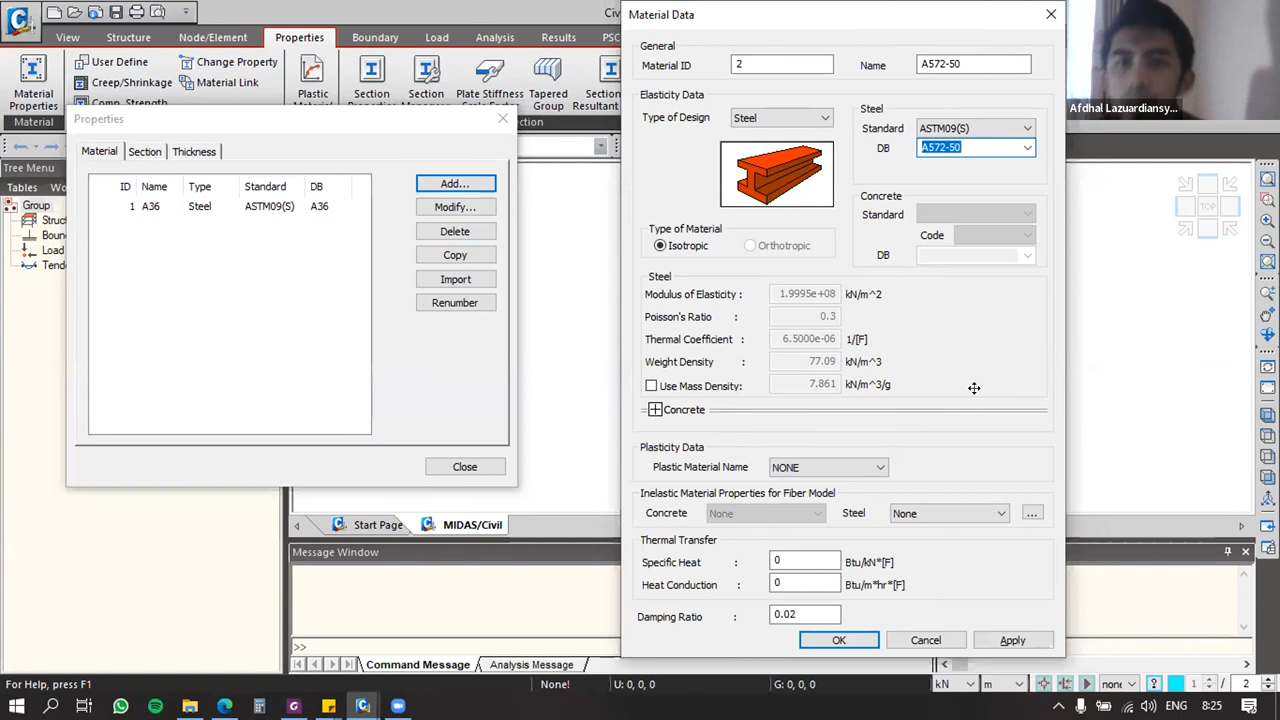 Civ
View Structure Node/Element Properties Boundary Load Analysis Results PSC
Material Properties
User Define
Creep/Shrinkage
Comp. Strength
Change Property
Material Link
Plastic Material
Section Properties
Section Manager
Plate Stiffness Scale Factor
Tapered Group
Section Resultant
Material
Tree Menu
Tables
Group
Struct
Boun
Load
Tend
Properties
Material Section Thickness
ID Name Type Standard DB
1 A36 Steel ASTM09(S) A36
Add...
Modify...
Delete
Copy
Import
Renumber
Close
Material Data
General
Material ID 2 Name A572-50
Elasticity Data
Type of Design Steel
Steel
Standard ASTM09(S)
DB A572-50
Concrete
Standard
Code
DB
Type of Material
Isotropic Orthotropic
Steel
Modulus of Elasticity : 1.9995e+08 kN/m^2
Poisson's Ratio : 0.3
Thermal Coefficient : 6.5000e-06 1/[F]
Weight Density : 77.09 kN/m^3
Use Mass Density: 7.861 kN/m^3/g
Concrete
Plasticity Data
Plastic Material Name NONE
Inelastic Material Properties for Fiber Model
Concrete None Steel None ...
Thermal Transfer
Specific Heat : 0 Btu/kN*[F]
Heat Conduction : 0 Btu/m*hr*[F]
Damping Ratio : 0.02
OK Cancel Apply
Afdhal Lazuardiansy...
TOP
Start Page MIDAS/Civil
Message Window
>>
Command Message Analysis Message
For Help, press F1 None! U: 0, 0, 0 G: 0, 0, 0 kN m none 1 / 2
ENG 8:25